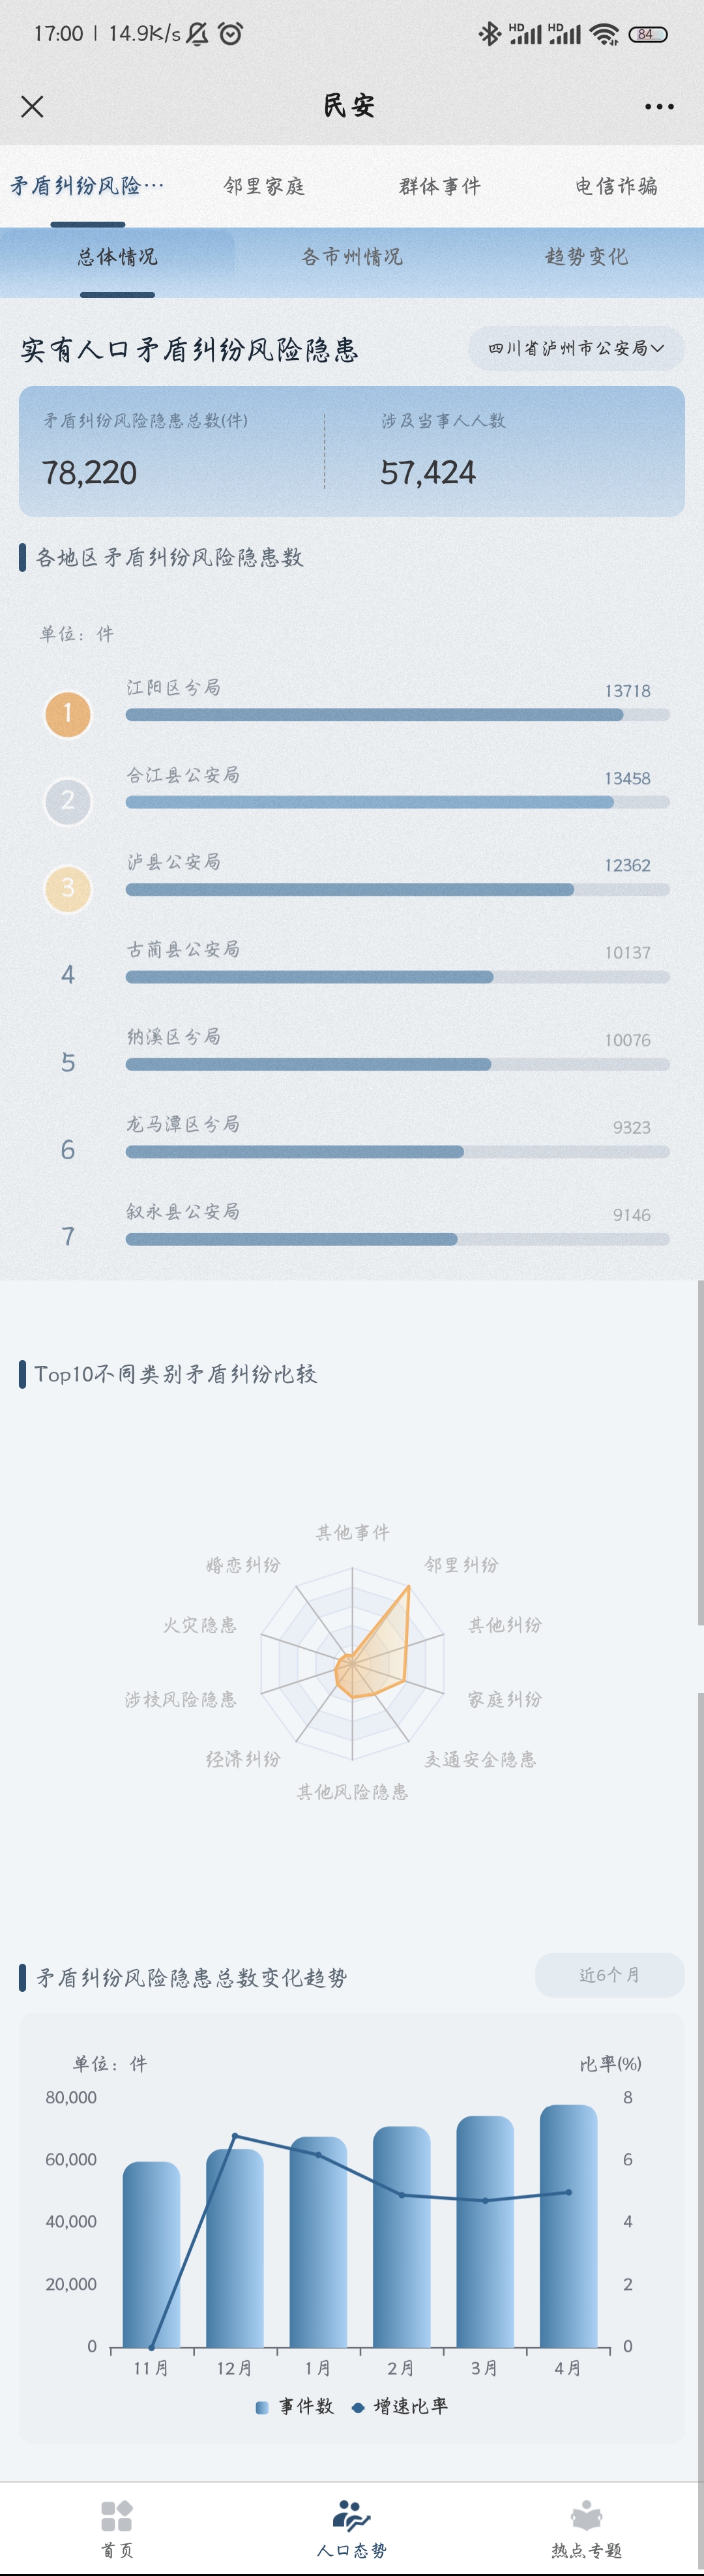 17:00 | 14.9K/s
HD HD 84
民安
矛盾纠纷风险… 邻里家庭 群体事件 电信诈骗
总体情况 各市州情况 趋势变化
实有人口矛盾纠纷风险隐患 四川省泸州市公安局
矛盾纠纷风险隐患总数(件) 涉及当事人人数
78,220 57,424
各地区矛盾纠纷风险隐患数
单位：件
1 江阳区分局 13718
2 合江县公安局 13458
3 泸县公安局 12362
4 古蔺县公安局 10137
5 纳溪区分局 10076
6 龙马潭区分局 9323
7 叙永县公安局 9146
Top10不同类别矛盾纠纷比较
其他事件
婚恋纠纷 邻里纠纷
火灾隐患 其他纠纷
涉校风险隐患 家庭纠纷
经济纠纷 交通安全隐患
其他风险隐患
矛盾纠纷风险隐患总数变化趋势 近6个月
单位：件 比率(%)
80,000 8
60,000 6
40,000 4
20,000 2
0 0
11月 12月 1月 2月 3月 4月
事件数 增速比率
首页 人口态势 热点专题